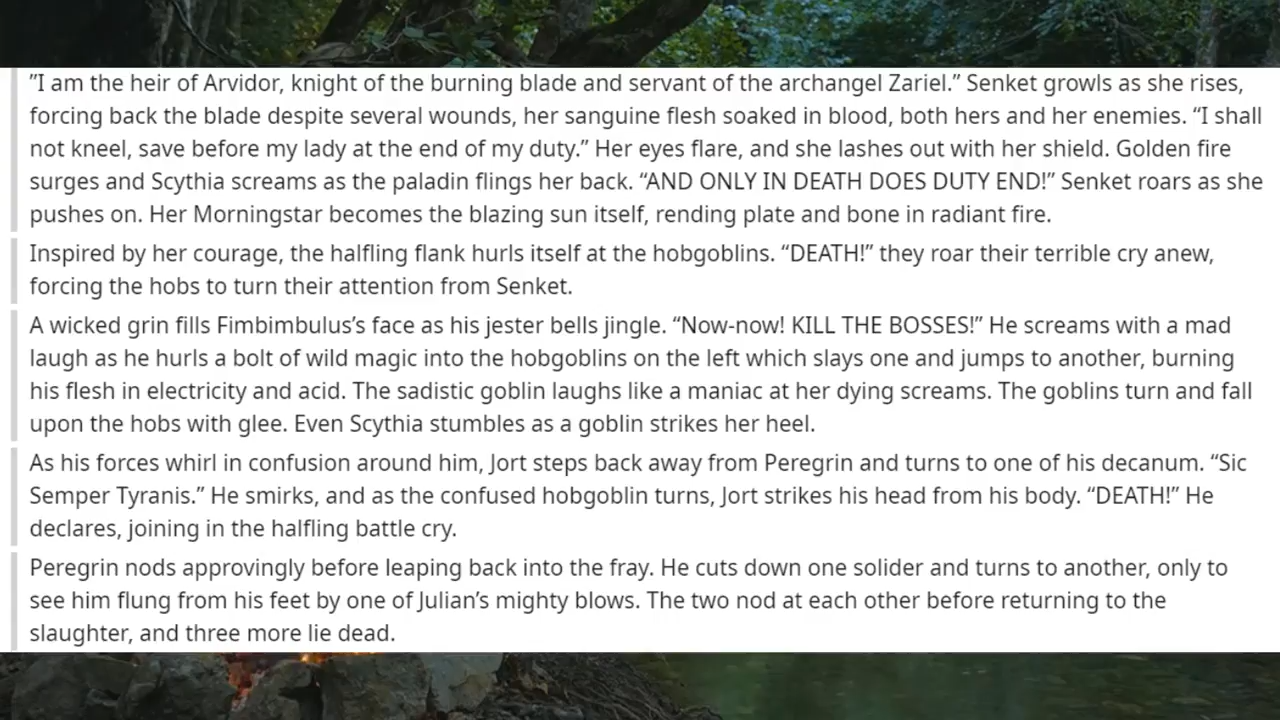 "I am the heir of Arvidor, knight of the burning blade and servant of the archangel Zariel.” Senket growls as she rises,
forcing back the blade despite several wounds, her sanguine flesh soaked in blood, both hers and her enemies. “I shall
not kneel, save before my lady at the end of my duty.” Her eyes flare, and she lashes out with her shield. Golden fire
surges and Scythia screams as the paladin flings her back. “AND ONLY IN DEATH DOES DUTY END!” Senket roars as she
pushes on. Her Morningstar becomes the blazing sun itself, rending plate and bone in radiant fire.
Inspired by her courage, the halfling flank hurls itself at the hobgoblins. “DEATH!” they roar their terrible cry anew,
forcing the hobs to turn their attention from Senket.
A wicked grin fills Fimbimbulus’s face as his jester bells jingle. “Now-now! KILL THE BOSSES!” He screams with a mad
laugh as he hurls a bolt of wild magic into the hobgoblins on the left which slays one and jumps to another, burning
his flesh in electricity and acid. The sadistic goblin laughs like a maniac at her dying screams. The goblins turn and fall
upon the hobs with glee. Even Scythia stumbles as a goblin strikes her heel.
As his forces whirl in confusion around him, Jort steps back away from Peregrin and turns to one of his decanum. “Sic
Semper Tyranis.” He smirks, and as the confused hobgoblin turns, Jort strikes his head from his body. “DEATH!” He
declares, joining in the halfling battle cry.
Peregrin nods approvingly before leaping back into the fray. He cuts down one solider and turns to another, only to
see him flung from his feet by one of Julian’s mighty blows. The two nod at each other before returning to the
slaughter, and three more lie dead.